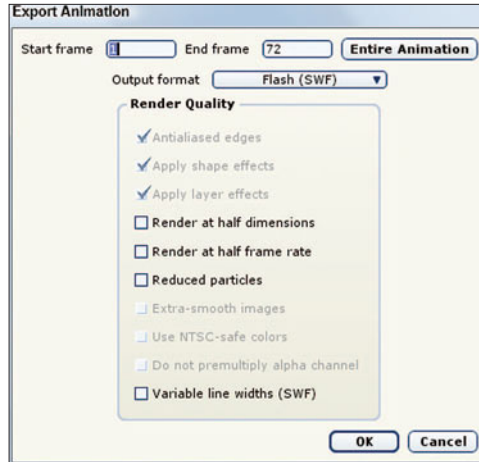 Export Animation
Start frame 1 End frame 72 Entire Animation
Output format Flash (SWF)
Render Quality
Antialiased edges
Apply shape effects
Apply layer effects
Render at half dimensions
Render at half frame rate
Reduced particles
Extra-smooth images
Use NTSC-safe colors
Do not premultiply alpha channel
Variable line widths (SWF)
OK Cancel